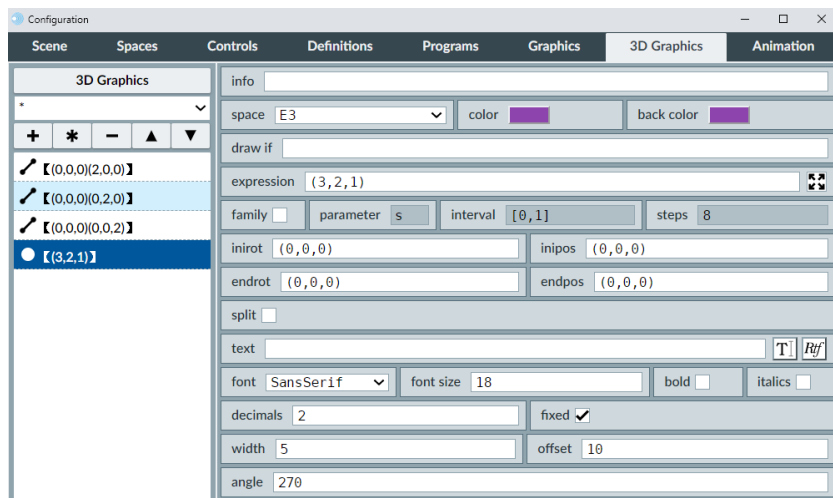 Configuration
Scene Spaces Controls Definitions Programs Graphics 3D Graphics Animation
3D Graphics
*
+ * − ▲ ▼
【(0,0,0)(2,0,0)】
【(0,0,0)(0,2,0)】
【(0,0,0)(0,0,2)】
【(3,2,1)】
info
space E3 color back color
draw if
expression (3,2,1)
family parameter s interval [0,1] steps 8
inirot (0,0,0) inipos (0,0,0)
endrot (0,0,0) endpos (0,0,0)
split
text T Rtf
font SansSerif font size 18 bold italics
decimals 2 fixed
width 5 offset 10
angle 270